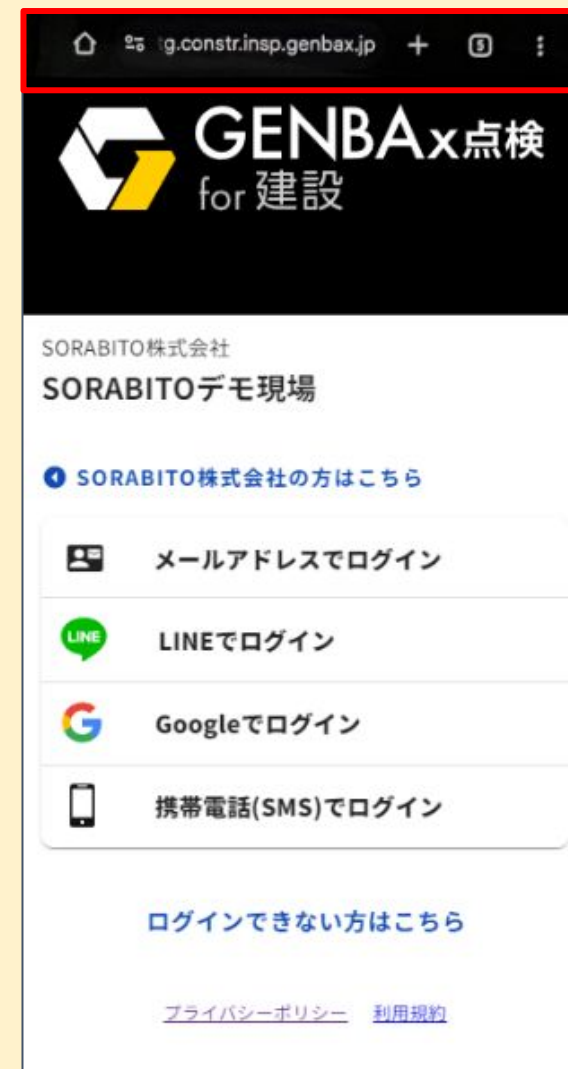 g.constr.insp.genbax.jp + 5
GENBAx点検
for 建設
SORABITO株式会社
SORABITOデモ現場
SORABITO株式会社の方はこちら
メールアドレスでログイン
LINE LINEでログイン
Googleでログイン
携帯電話(SMS)でログイン
ログインできない方はこちら
プライバシーポリシー 利用規約